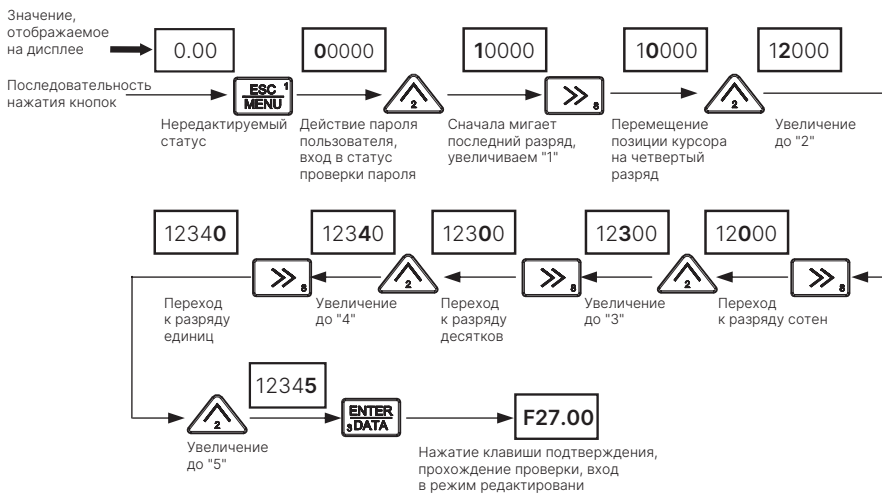 Значение,
отображаемое
на дисплее
0.00
00000
10000
10000
12000
Последовательность
нажатия кнопок
ESC 1
MENU
2
8
2
Нередактируемый
статус
Действие пароля
пользователя,
вход в статус
проверки пароля
Сначала мигает
последний разряд,
увеличиваем "1"
Перемещение
позиции курсора
на четвертый
разряд
Увеличение
до "2"
12340
12340
12300
12300
12000
8
2
8
2
8
Переход
к разряду
единиц
Увеличение
до "4"
Переход
к разряду
десятков
Увеличение
до "3"
Переход
к разряду сотен
12345
2
ENTER
3 DATA
F27.00
Увеличение
до "5"
Нажатие клавиши подтверждения,
прохождение проверки, вход
в режим редактировани